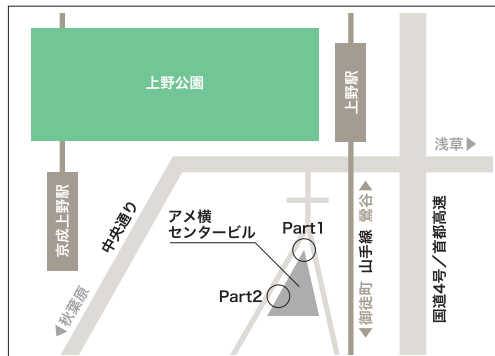 上野公園
上野駅
浅草▶
京成上野駅
中央通り
◀秋葉原
アメ横
センタービル
Part1
Part2
◀御徒町 山手線 鶯谷▶
国道4号／首都高速